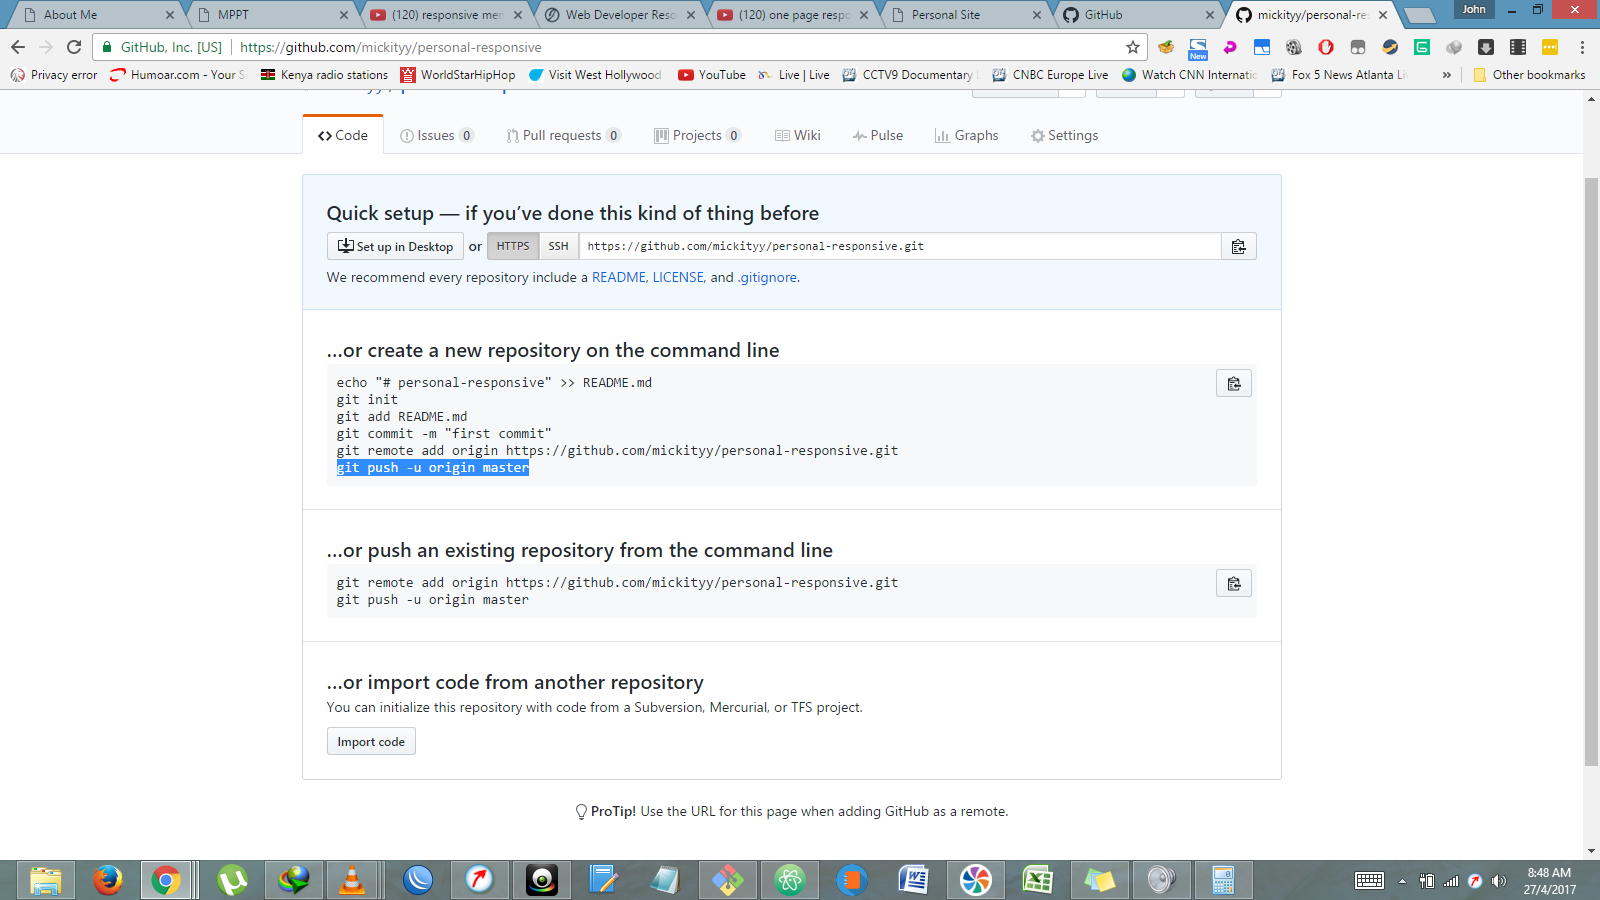 About Me
MPPT
(120) responsive men
Web Developer Reso
(120) one page respo
Personal Site
GitHub
mickityy/personal-res
John
GitHub, Inc. [US]
https://github.com/mickityy/personal-responsive
New
Privacy error
Humoar.com - Your S
Kenya radio stations
WorldStarHipHop
Visit West Hollywood
YouTube
Live | Live
CCTV9 Documentary
CNBC Europe Live
Watch CNN Internatio
Fox 5 News Atlanta Li
»
Other bookmarks
Code
Issues 0
Pull requests 0
Projects 0
Wiki
Pulse
Graphs
Settings
Quick setup — if you’ve done this kind of thing before
Set up in Desktop or HTTPS SSH https://github.com/mickityy/personal-responsive.git
We recommend every repository include a README, LICENSE, and .gitignore.
…or create a new repository on the command line
echo "# personal-responsive" >> README.md
git init
git add README.md
git commit -m "first commit"
git remote add origin https://github.com/mickityy/personal-responsive.git
git push -u origin master
…or push an existing repository from the command line
git remote add origin https://github.com/mickityy/personal-responsive.git
git push -u origin master
…or import code from another repository
You can initialize this repository with code from a Subversion, Mercurial, or TFS project.
Import code
ProTip! Use the URL for this page when adding GitHub as a remote.
8:48 AM
27/4/2017